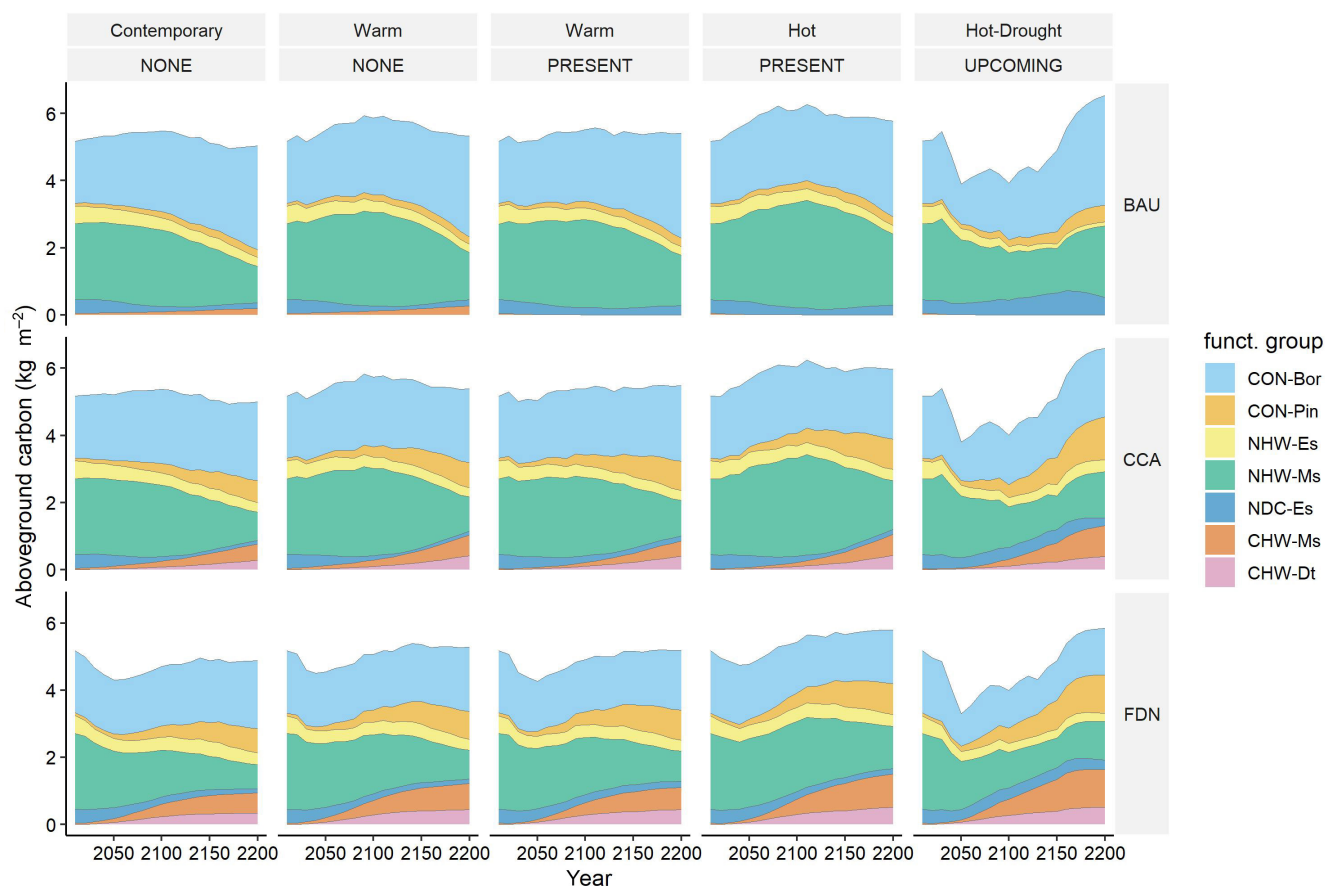 Contemporary Warm Warm Hot Hot-Drought
NONE NONE PRESENT PRESENT UPCOMING
Aboveground carbon (kg m⁻²)
6
4
2
0
BAU
6
4
2
0
CCA
6
4
2
0
FDN
2050 2100 2150 2200 2050 2100 2150 2200 2050 2100 2150 2200 2050 2100 2150 2200 2050 2100 2150 2200
Year
funct. group
CON-Bor
CON-Pin
NHW-Es
NHW-Ms
NDC-Es
CHW-Ms
CHW-Dt